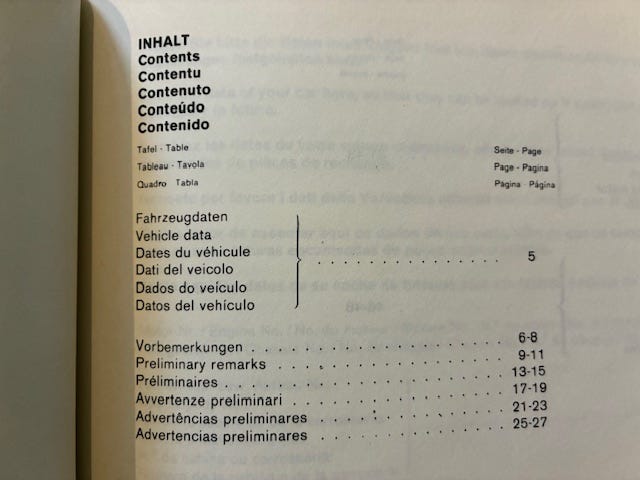 INHALT
Contents
Contentu
Contenuto
Conteúdo
Contenido
Tafel - Table Seite - Page
Tableau - Tavola Page - Pagina
Quadro Tabla Pàgina - Página
Fahrzeugdaten
Vehicle data
Dates du véhicule
Dati del veicolo . . . . . . . . . . . . . . . . 5
Dados do veículo
Datos del vehículo
Vorbemerkungen . . . . . . . . . . . . . . . . 6-8
Preliminary remarks . . . . . . . . . . . . . . . . 9-11
Préliminaires . . . . . . . . . . . . . . . . 13-15
Avvertenze preliminari . . . . . . . . . . . . . . . . 17-19
Advertências preliminares . . . . . . . . . . . . . . . . 21-23
Advertencias preliminares . . . . . . . . . . . . . . . . 25-27